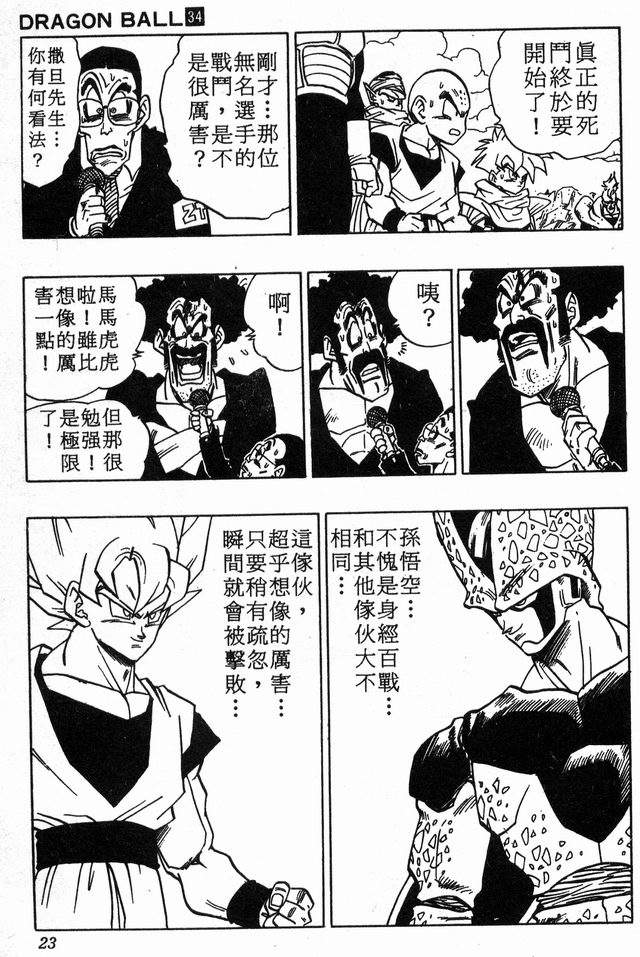 DRAGON BALL 34
真正的死
鬥終於要
開始了!
剛才…那位
無名選手的
戰鬥,是不
是很厲害?
撒旦先生…
你有何看法?
ZTV
咦?
啊!
馬馬虎虎
啦!雖比
想像的厲
害一點!
但那很
勉强!
是極限
了!
孫悟空…
不愧是身經百戰…
和其他傢伙大不
相同…
這傢伙,
超乎想像的厲害…
只要稍有疏忽,
瞬間就會被擊敗…
23